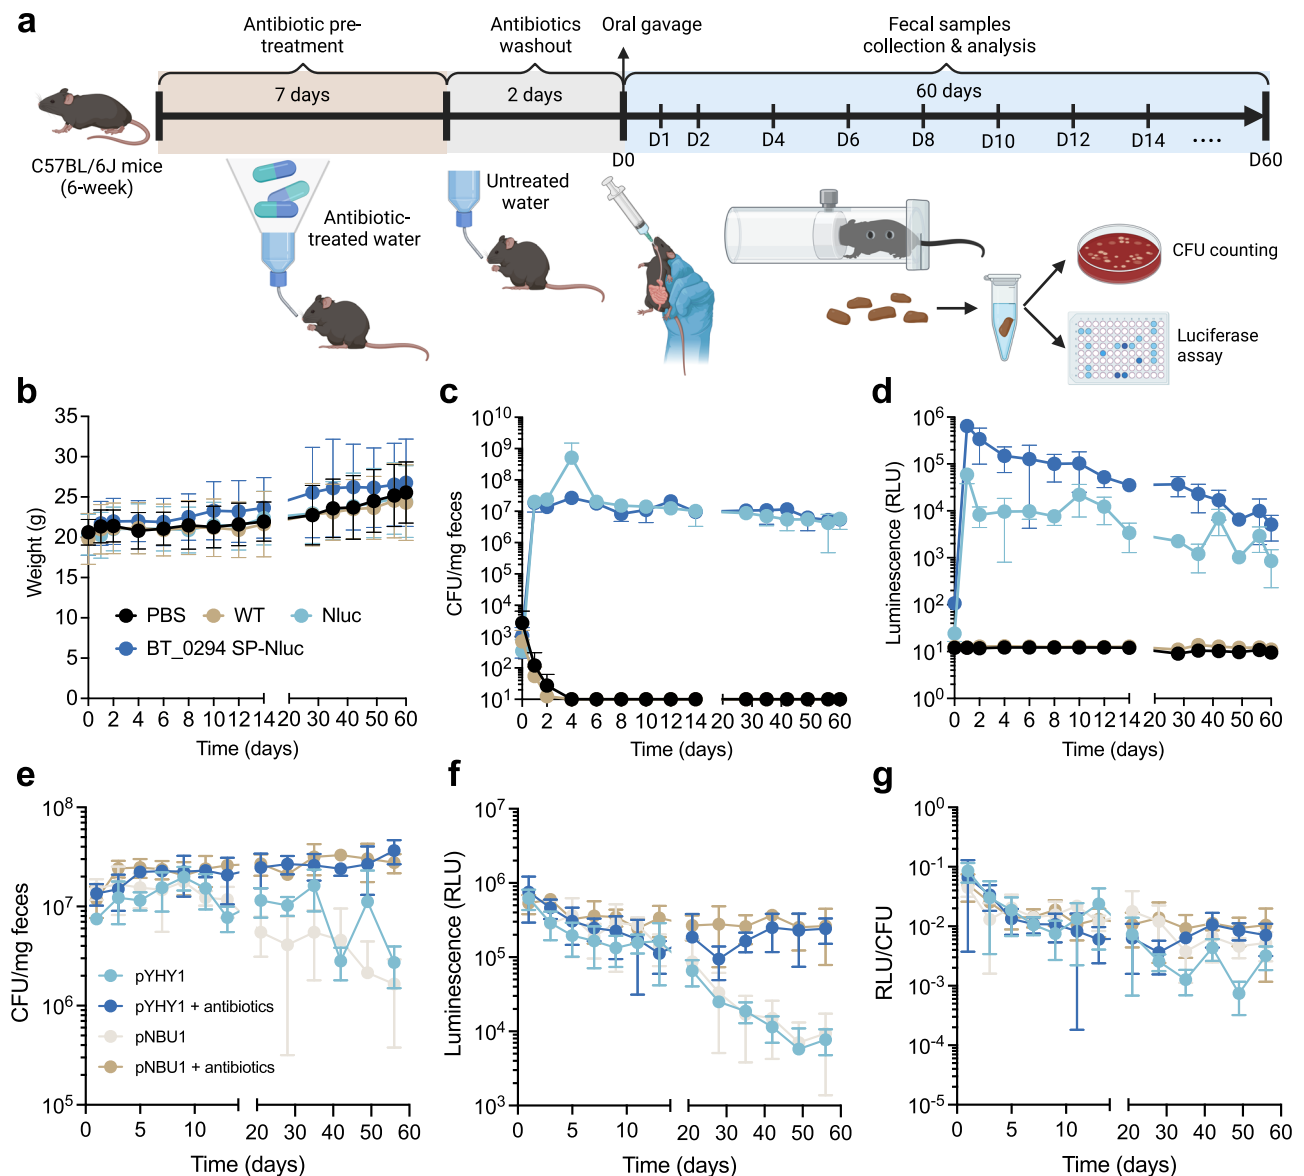 a
Antibiotic pre-
treatment
Antibiotics
washout
Oral gavage
Fecal samples
collection & analysis
7 days
2 days
60 days
D0
D1
D2
D4
D6
D8
D10
D12
D14
....
D60
C57BL/6J mice
(6-week)
Antibiotic-
treated water
Untreated
water
CFU counting
Luciferase
assay
b
Weight (g)
35
30
25
20
15
10
5
0
PBS
WT
Nluc
BT_0294 SP-Nluc
0 2 4 6 8 10 12 14 20 30 40 50 60
Time (days)
c
CFU/mg feces
10^10
10^9
10^8
10^7
10^6
10^5
10^4
10^3
10^2
10^1
0 2 4 6 8 10 12 14 20 30 40 50 60
Time (days)
d
Luminescence (RLU)
10^6
10^5
10^4
10^3
10^2
10^1
10^0
0 2 4 6 8 10 12 14 20 30 40 50 60
Time (days)
e
CFU/mg feces
10^8
10^7
10^6
10^5
pYHY1
pYHY1 + antibiotics
pNBU1
pNBU1 + antibiotics
0 5 10 20 30 40 50 60
Time (days)
f
Luminescence (RLU)
10^7
10^6
10^5
10^4
10^3
0 5 10 20 30 40 50 60
Time (days)
g
RLU/CFU
10^0
10^-1
10^-2
10^-3
10^-4
10^-5
0 5 10 20 30 40 50 60
Time (days)